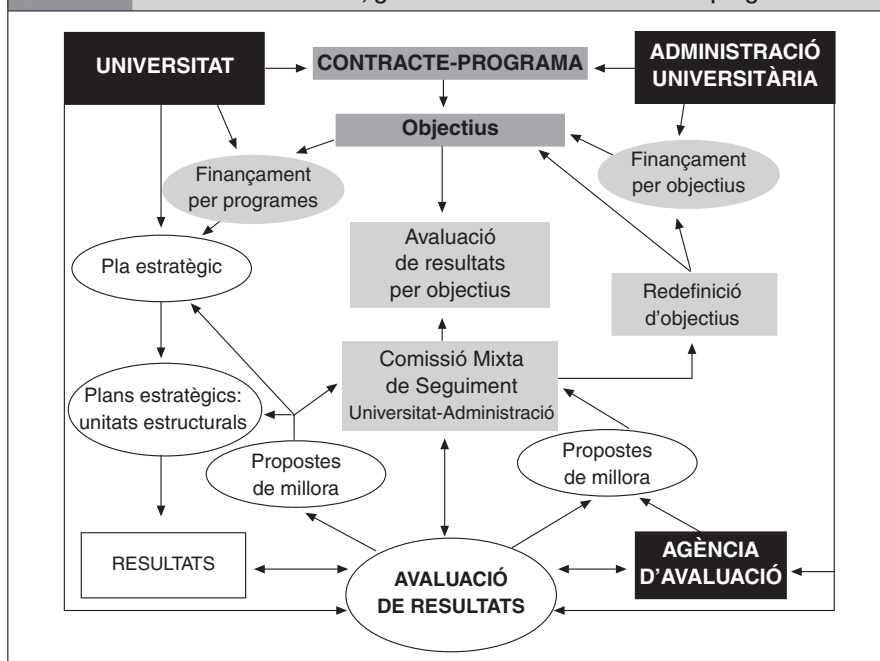 UNIVERSITAT
CONTRACTE-PROGRAMA
ADMINISTRACIÓ
UNIVERSITÀRIA
Objectius
Finançament
per programes
Finançament
per objectius
Avaluació
de resultats
per objectius
Pla estratègic
Redefinició
d'objectius
Comissió Mixta
de Seguiment
Universitat-Administració
Plans estratègics:
unitats estructurals
Propostes
de millora
Propostes
de millora
RESULTATS
AVALUACIÓ
DE RESULTATS
AGÈNCIA
D'AVALUACIÓ